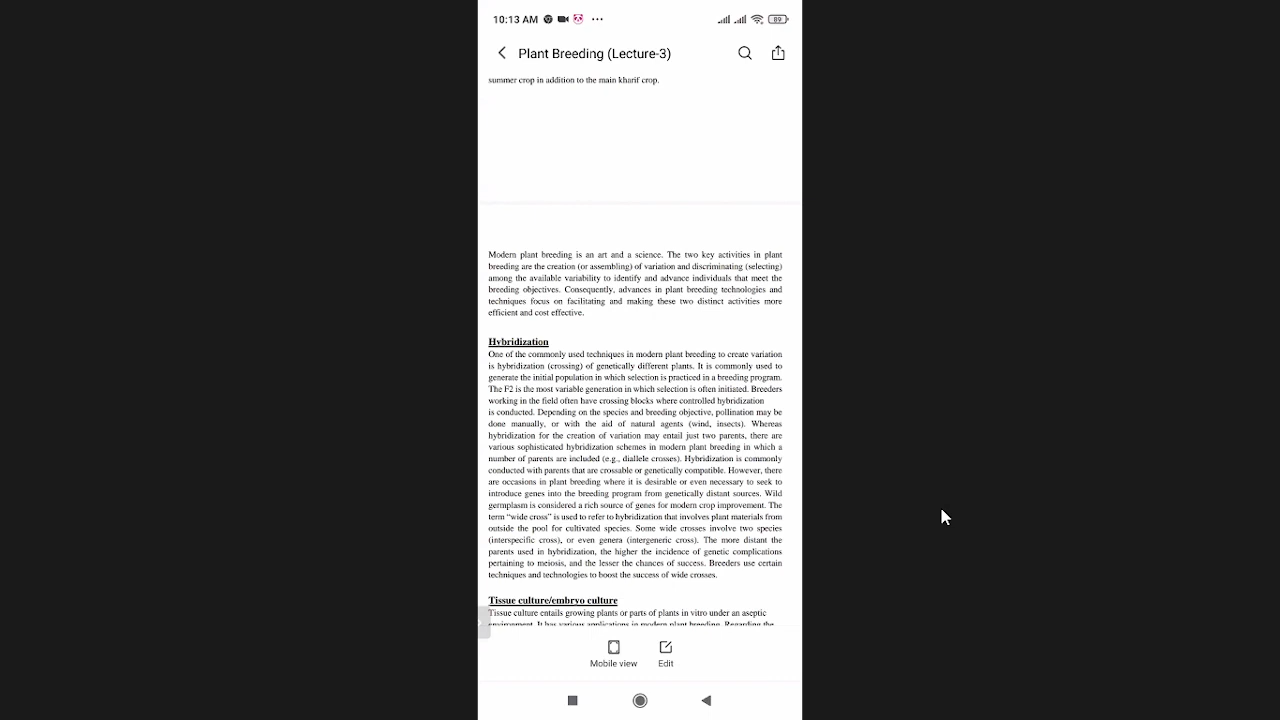 10:13 AM
89
Plant Breeding (Lecture-3)
summer crop in addition to the main kharif crop.
Modern plant breeding is an art and a science. The two key activities in plant
breeding are the creation (or assembling) of variation and discriminating (selecting)
among the available variability to identify and advance individuals that meet the
breeding objectives. Consequently, advances in plant breeding technologies and
techniques focus on facilitating and making these two distinct activities more
efficient and cost effective.
Hybridization
One of the commonly used techniques in modern plant breeding to create variation
is hybridization (crossing) of genetically different plants. It is commonly used to
generate the initial population in which selection is practiced in a breeding program.
The F2 is the most variable generation in which selection is often initiated. Breeders
working in the field often have crossing blocks where controlled hybridization
is conducted. Depending on the species and breeding objective, pollination may be
done manually, or with the aid of natural agents (wind, insects). Whereas
hybridization for the creation of variation may entail just two parents, there are
various sophisticated hybridization schemes in modern plant breeding in which a
number of parents are included (e.g., diallele crosses). Hybridization is commonly
conducted with parents that are crossable or genetically compatible. However, there
are occasions in plant breeding where it is desirable or even necessary to seek to
introduce genes into the breeding program from genetically distant sources. Wild
germplasm is considered a rich source of genes for modern crop improvement. The
term “wide cross” is used to refer to hybridization that involves plant materials from
outside the pool for cultivated species. Some wide crosses involve two species
(interspecific cross), or even genera (intergeneric cross). The more distant the
parents used in hybridization, the higher the incidence of genetic complications
pertaining to meiosis, and the lesser the chances of success. Breeders use certain
techniques and technologies to boost the success of wide crosses.
Tissue culture/embryo culture
Tissue culture entails growing plants or parts of plants in vitro under an aseptic
environment. It has various applications in modern plant breeding. Regarding the
Mobile view
Edit